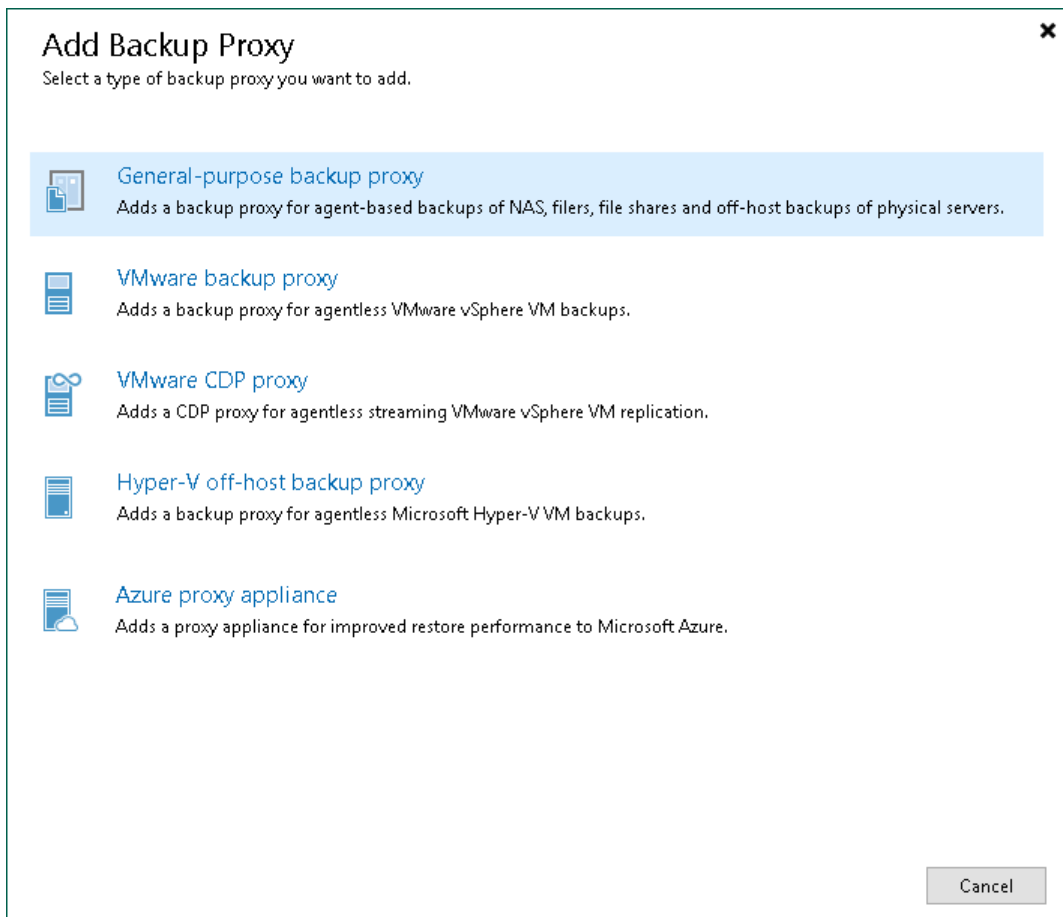 Add Backup Proxy
Select a type of backup proxy you want to add.
General-purpose backup proxy
Adds a backup proxy for agent-based backups of NAS, filers, file shares and off-host backups of physical servers.
VMware backup proxy
Adds a backup proxy for agentless VMware vSphere VM backups.
VMware CDP proxy
Adds a CDP proxy for agentless streaming VMware vSphere VM replication.
Hyper-V off-host backup proxy
Adds a backup proxy for agentless Microsoft Hyper-V VM backups.
Azure proxy appliance
Adds a proxy appliance for improved restore performance to Microsoft Azure.
Cancel